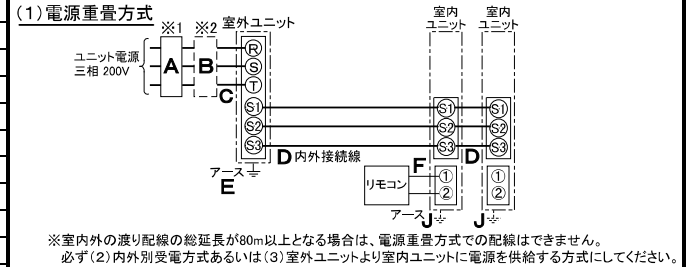 (1)電源重畳方式
※1 ※2 室外ユニット 室内ユニット 室内ユニット
ユニット電源
三相 200V
A B C
R
S
T
S1 S1 S1
S2 S2 S2
S3 S3 S3
D 内外接続線 D
アース
E
リモコン F ① ①
② ②
アース J J
※室内外の渡り配線の総延長が80m以上となる場合は、電源重畳方式での配線はできません。
必ず(2)内外別受電方式あるいは(3)室外ユニットより室内ユニットに電源を供給する方式にしてください。